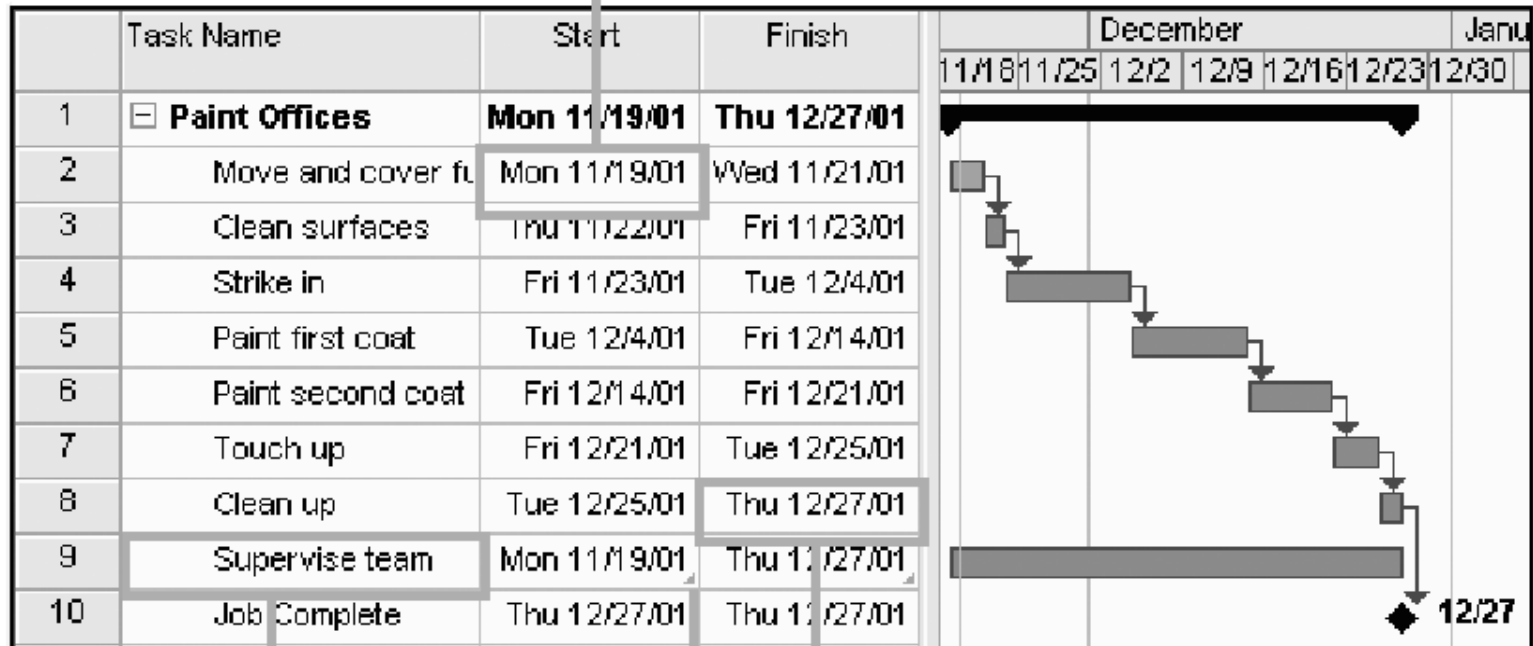 Task Name Start Finish December Janu
11/18 11/25 12/2 12/9 12/16 12/23 12/30
1 Paint Offices Mon 11/19/01 Thu 12/27/01
2 Move and cover fu Mon 11/19/01 Wed 11/21/01
3 Clean surfaces Thu 11/22/01 Fri 11/23/01
4 Strike in Fri 11/23/01 Tue 12/4/01
5 Paint first coat Tue 12/4/01 Fri 12/14/01
6 Paint second coat Fri 12/14/01 Fri 12/21/01
7 Touch up Fri 12/21/01 Tue 12/25/01
8 Clean up Tue 12/25/01 Thu 12/27/01
9 Supervise team Mon 11/19/01 Thu 12/27/01
10 Job Complete Thu 12/27/01 Thu 12/27/01 12/27